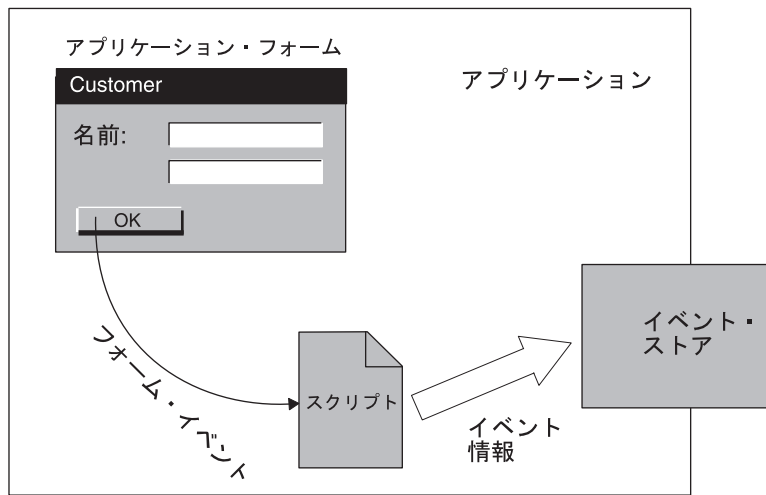 アプリケーション・フォーム
アプリケーション
Customer
名前:
OK
フォーム・イベント
スクリプト
イベント
情報
イベント・
ストア